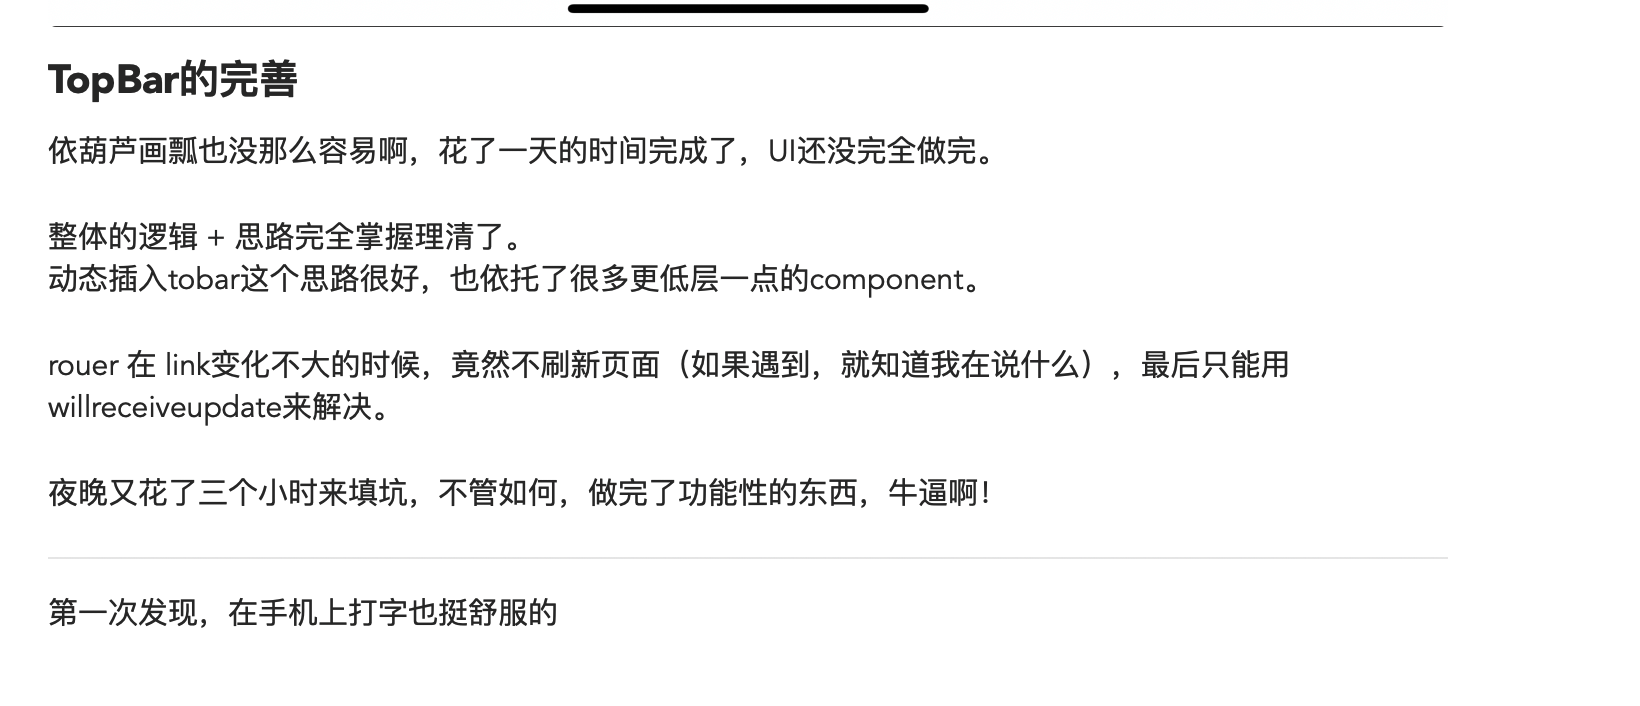 TopBar的完善
依葫芦画瓢也没那么容易啊，花了一天的时间完成了，UI还没完全做完。
整体的逻辑 + 思路完全掌握理清了。
动态插入tobar这个思路很好，也依托了很多更低层一点的component。
rouer 在 link变化不大的时候，竟然不刷新页面（如果遇到，就知道我在说什么），最后只能用
willreceiveupdate来解决。
夜晚又花了三个小时来填坑，不管如何，做完了功能性的东西，牛逼啊！
第一次发现，在手机上打字也挺舒服的